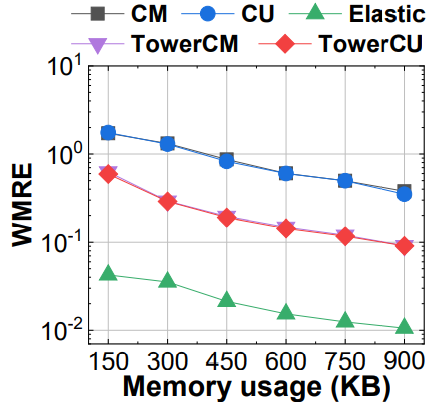 CM CU Elastic
TowerCM TowerCU
10^1
10^0
10^-1
10^-2
WMRE
150 300 450 600 750 900
Memory usage (KB)